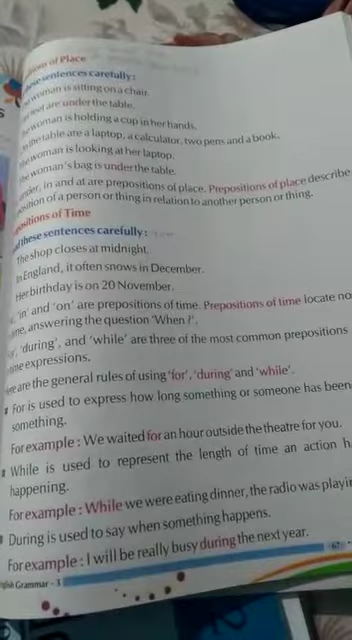 of Place
these sentences carefully :
woman is sitting on a chair.
feet are under the table.
woman is holding a cup in her hands.
the table are a laptop, a calculator, two pens and a book.
woman is looking at her laptop.
woman's bag is under the table.
under, in and at are prepositions of place. Prepositions of place describe
position of a person or thing in relation to another person or thing.
positions of Time
these sentences carefully :
The shop closes at midnight.
In England, it often snows in December.
Her birthday is on 20 November.
'in' and 'on' are prepositions of time. Prepositions of time locate
answering the question 'When ?'.
'during', and 'while' are three of the most common prepositions
time expressions.
are the general rules of using 'for', 'during' and 'while'.
For is used to express how long something or someone has been
something.
For example : We waited for an hour outside the theatre for you.
While is used to represent the length of time an action
happening.
For example : While we were eating dinner, the radio was
During is used to say when something happens.
For example : I will be really busy during the next year.
67
English Grammar - 3